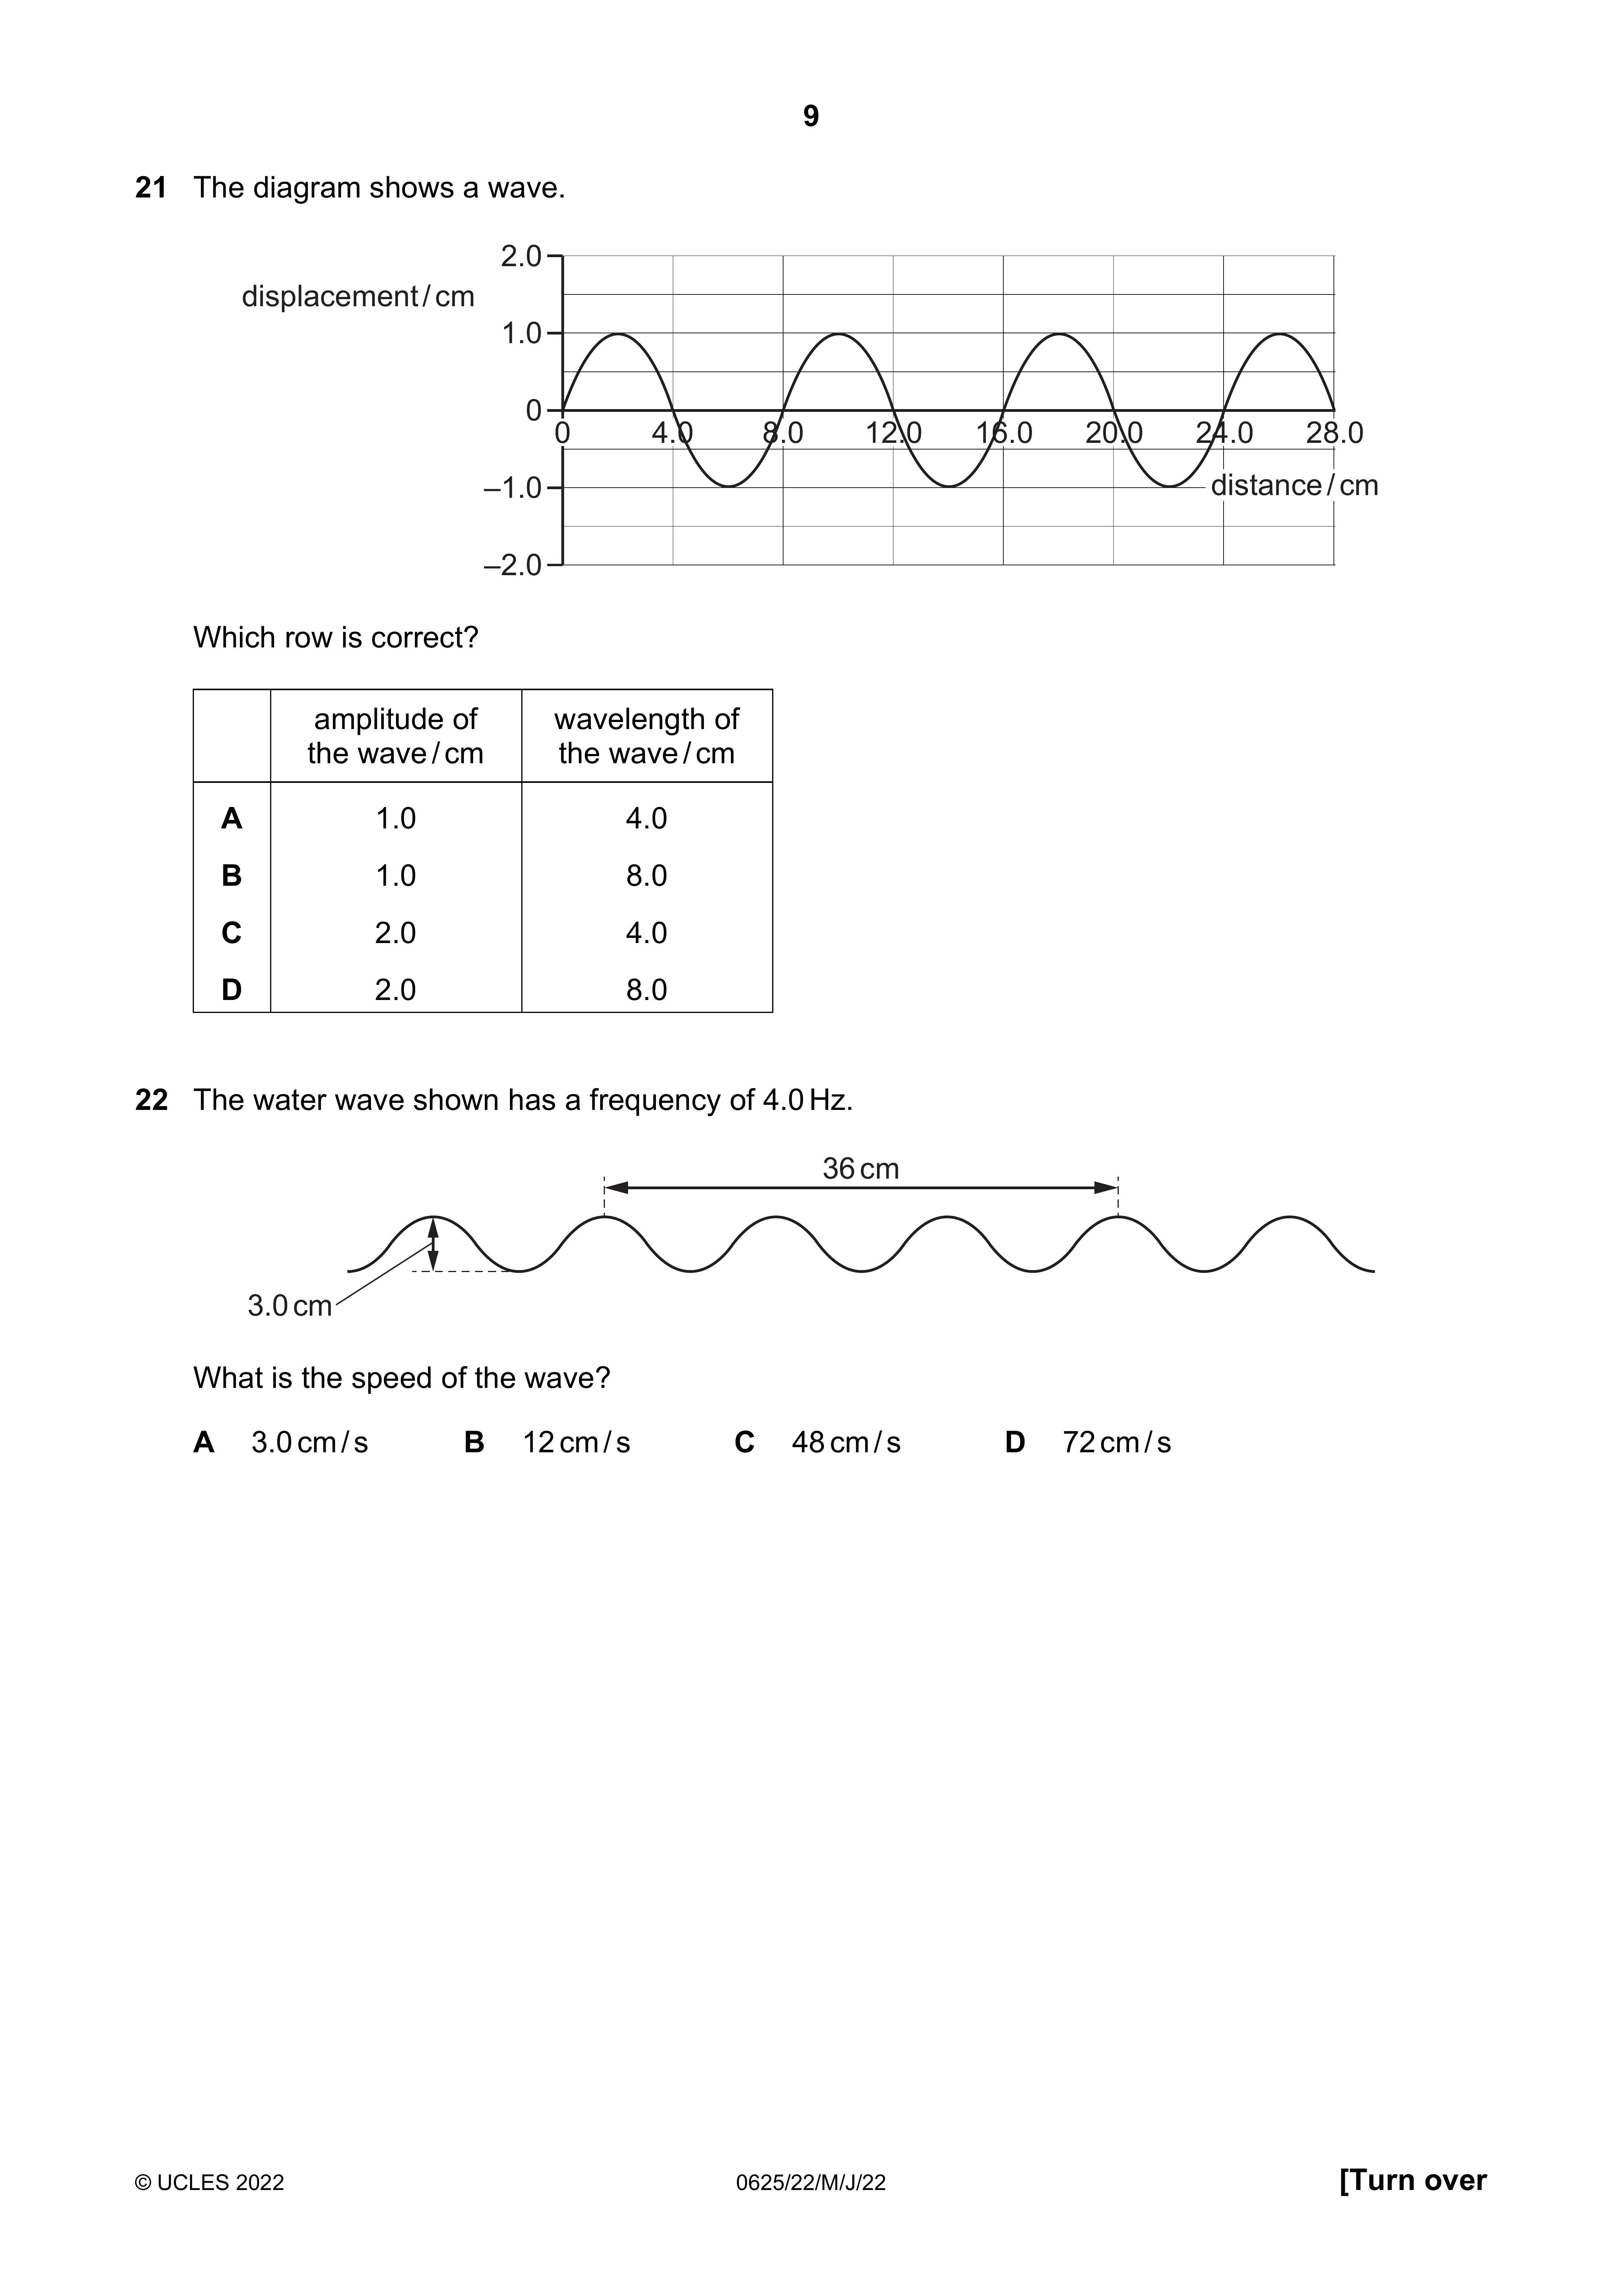 9
21 The diagram shows a wave.
2.0
displacement / cm
1.0
0
0 4.0 8.0 12.0 16.0 20.0 24.0 28.0
–1.0
distance / cm
–2.0
Which row is correct?
amplitude of wavelength of
the wave / cm the wave / cm
A 1.0 4.0
B 1.0 8.0
C 2.0 4.0
D 2.0 8.0
22 The water wave shown has a frequency of 4.0 Hz.
36 cm
3.0 cm
What is the speed of the wave?
A 3.0 cm / s B 12 cm / s C 48 cm / s D 72 cm / s
© UCLES 2022 0625/22/M/J/22 [Turn over